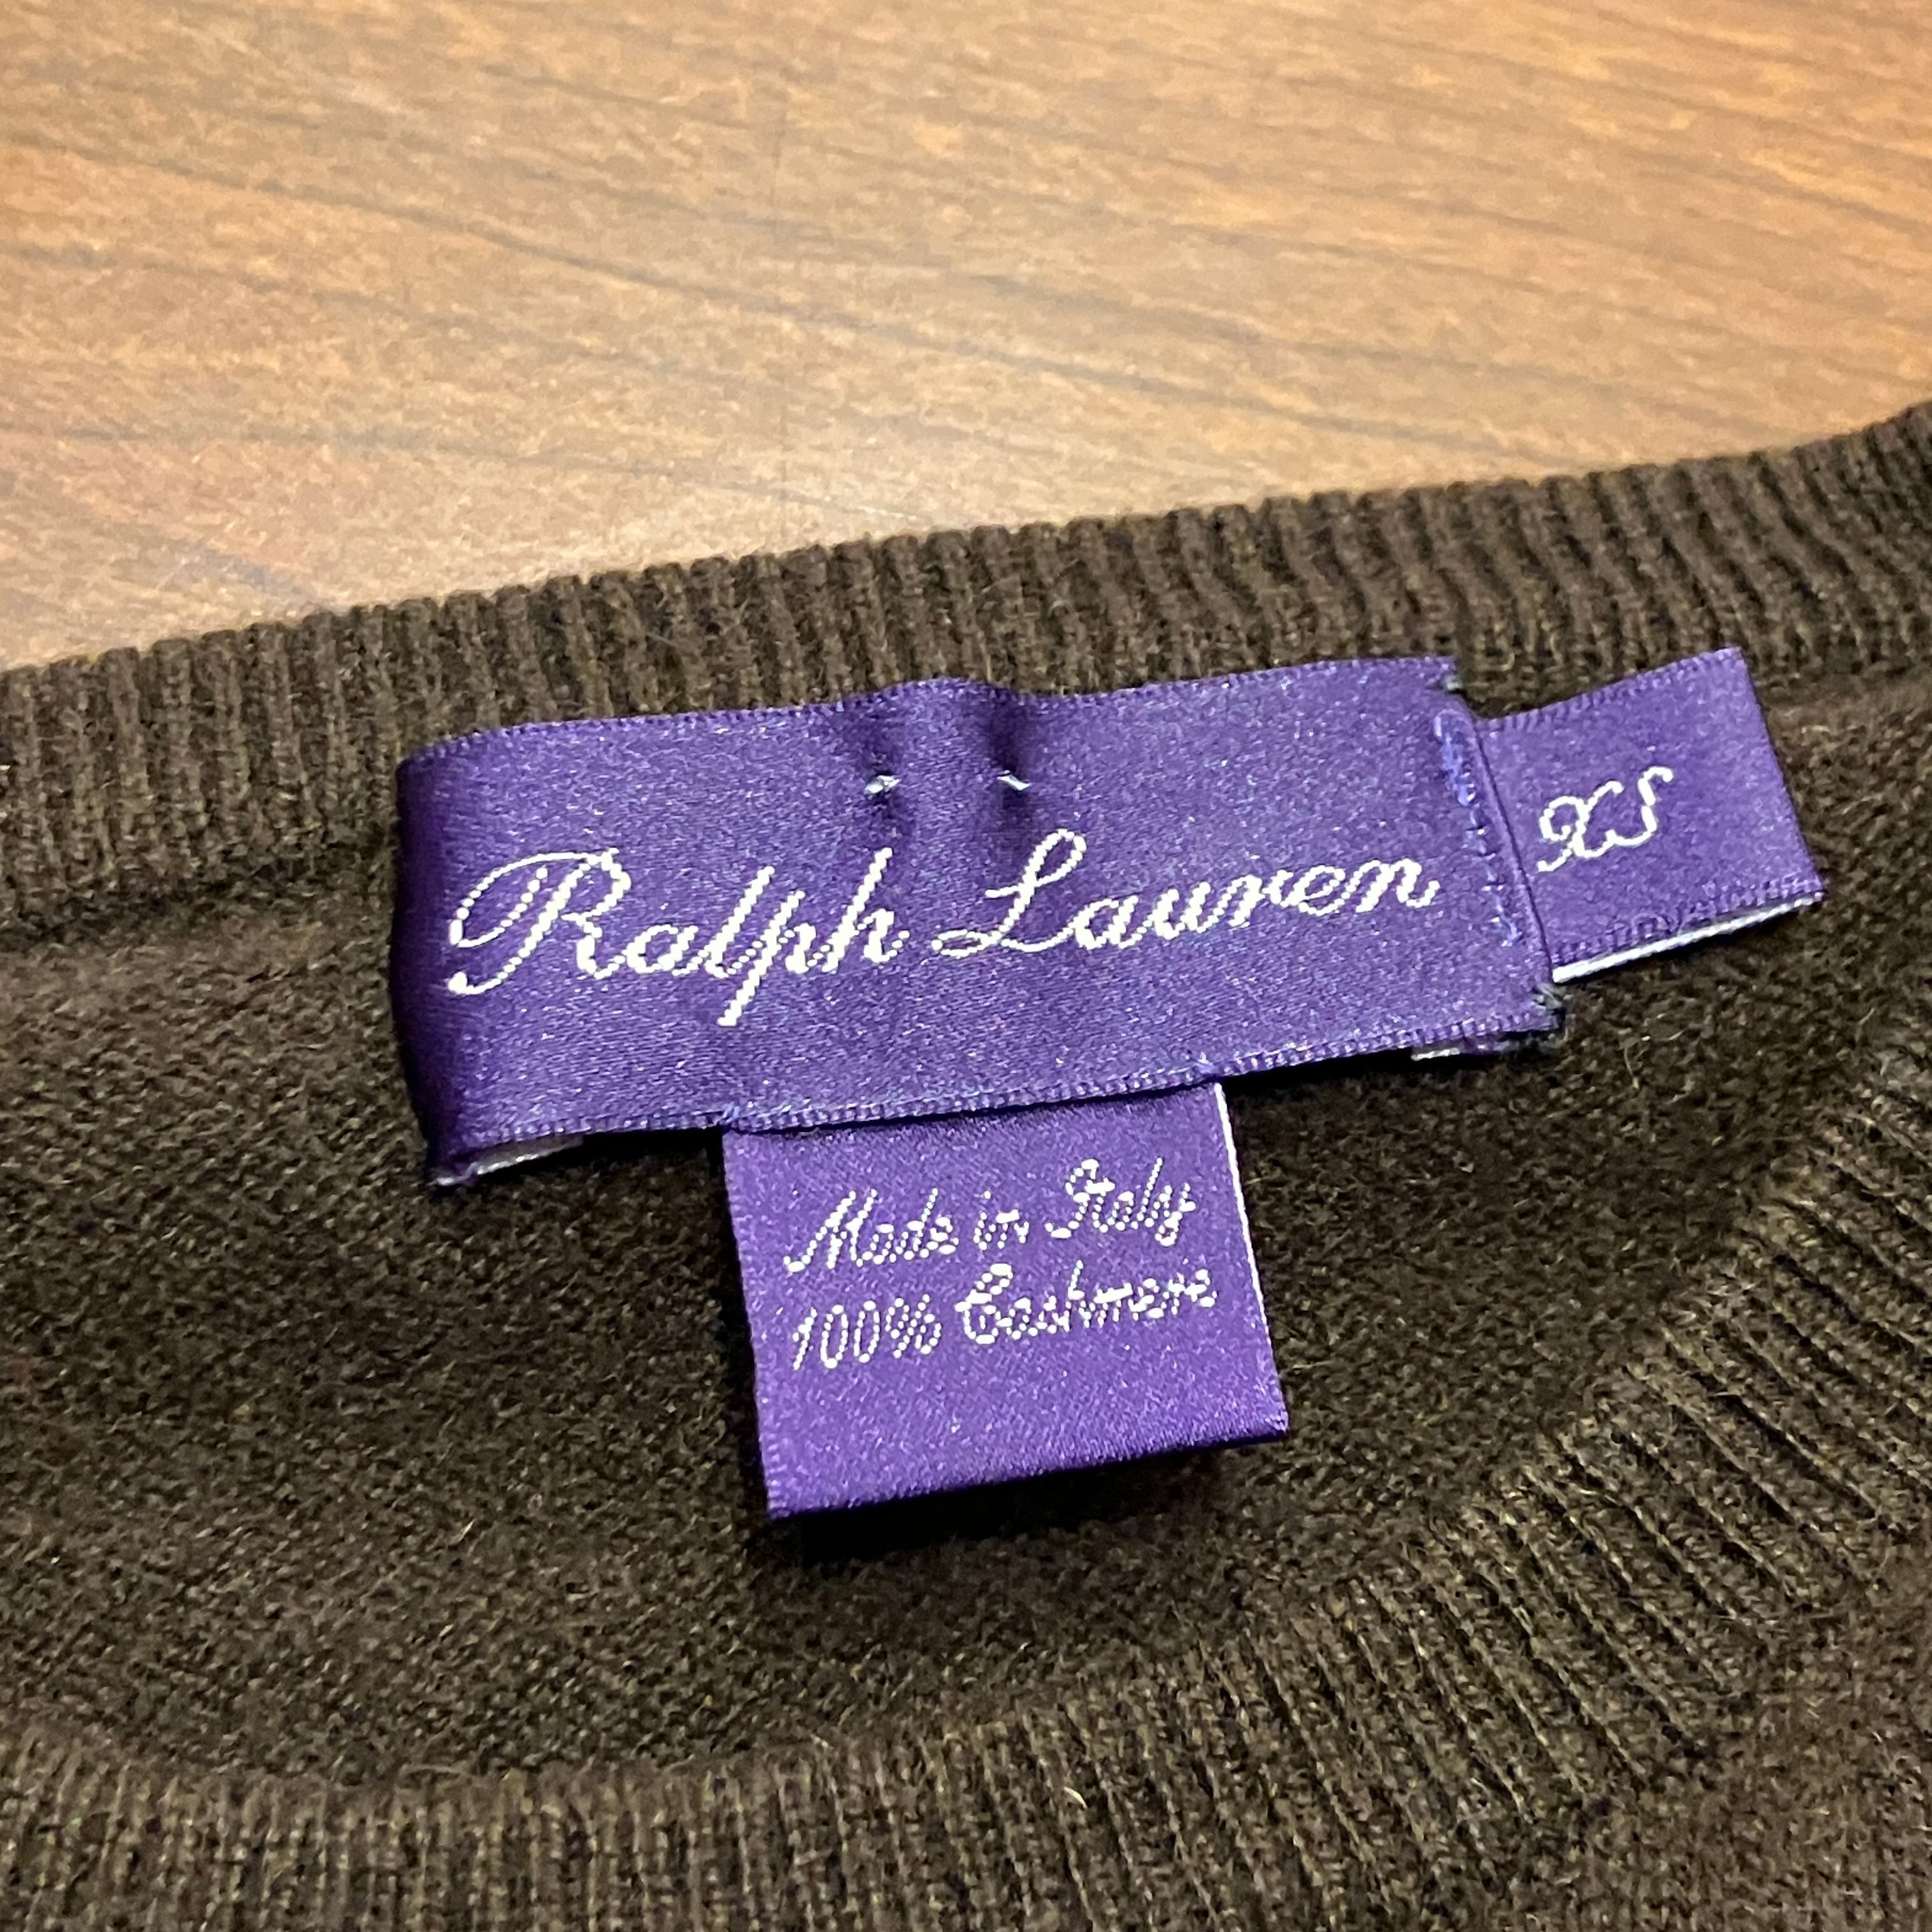 Ralph Lauren
XS
Made in Italy
100% Cashmere